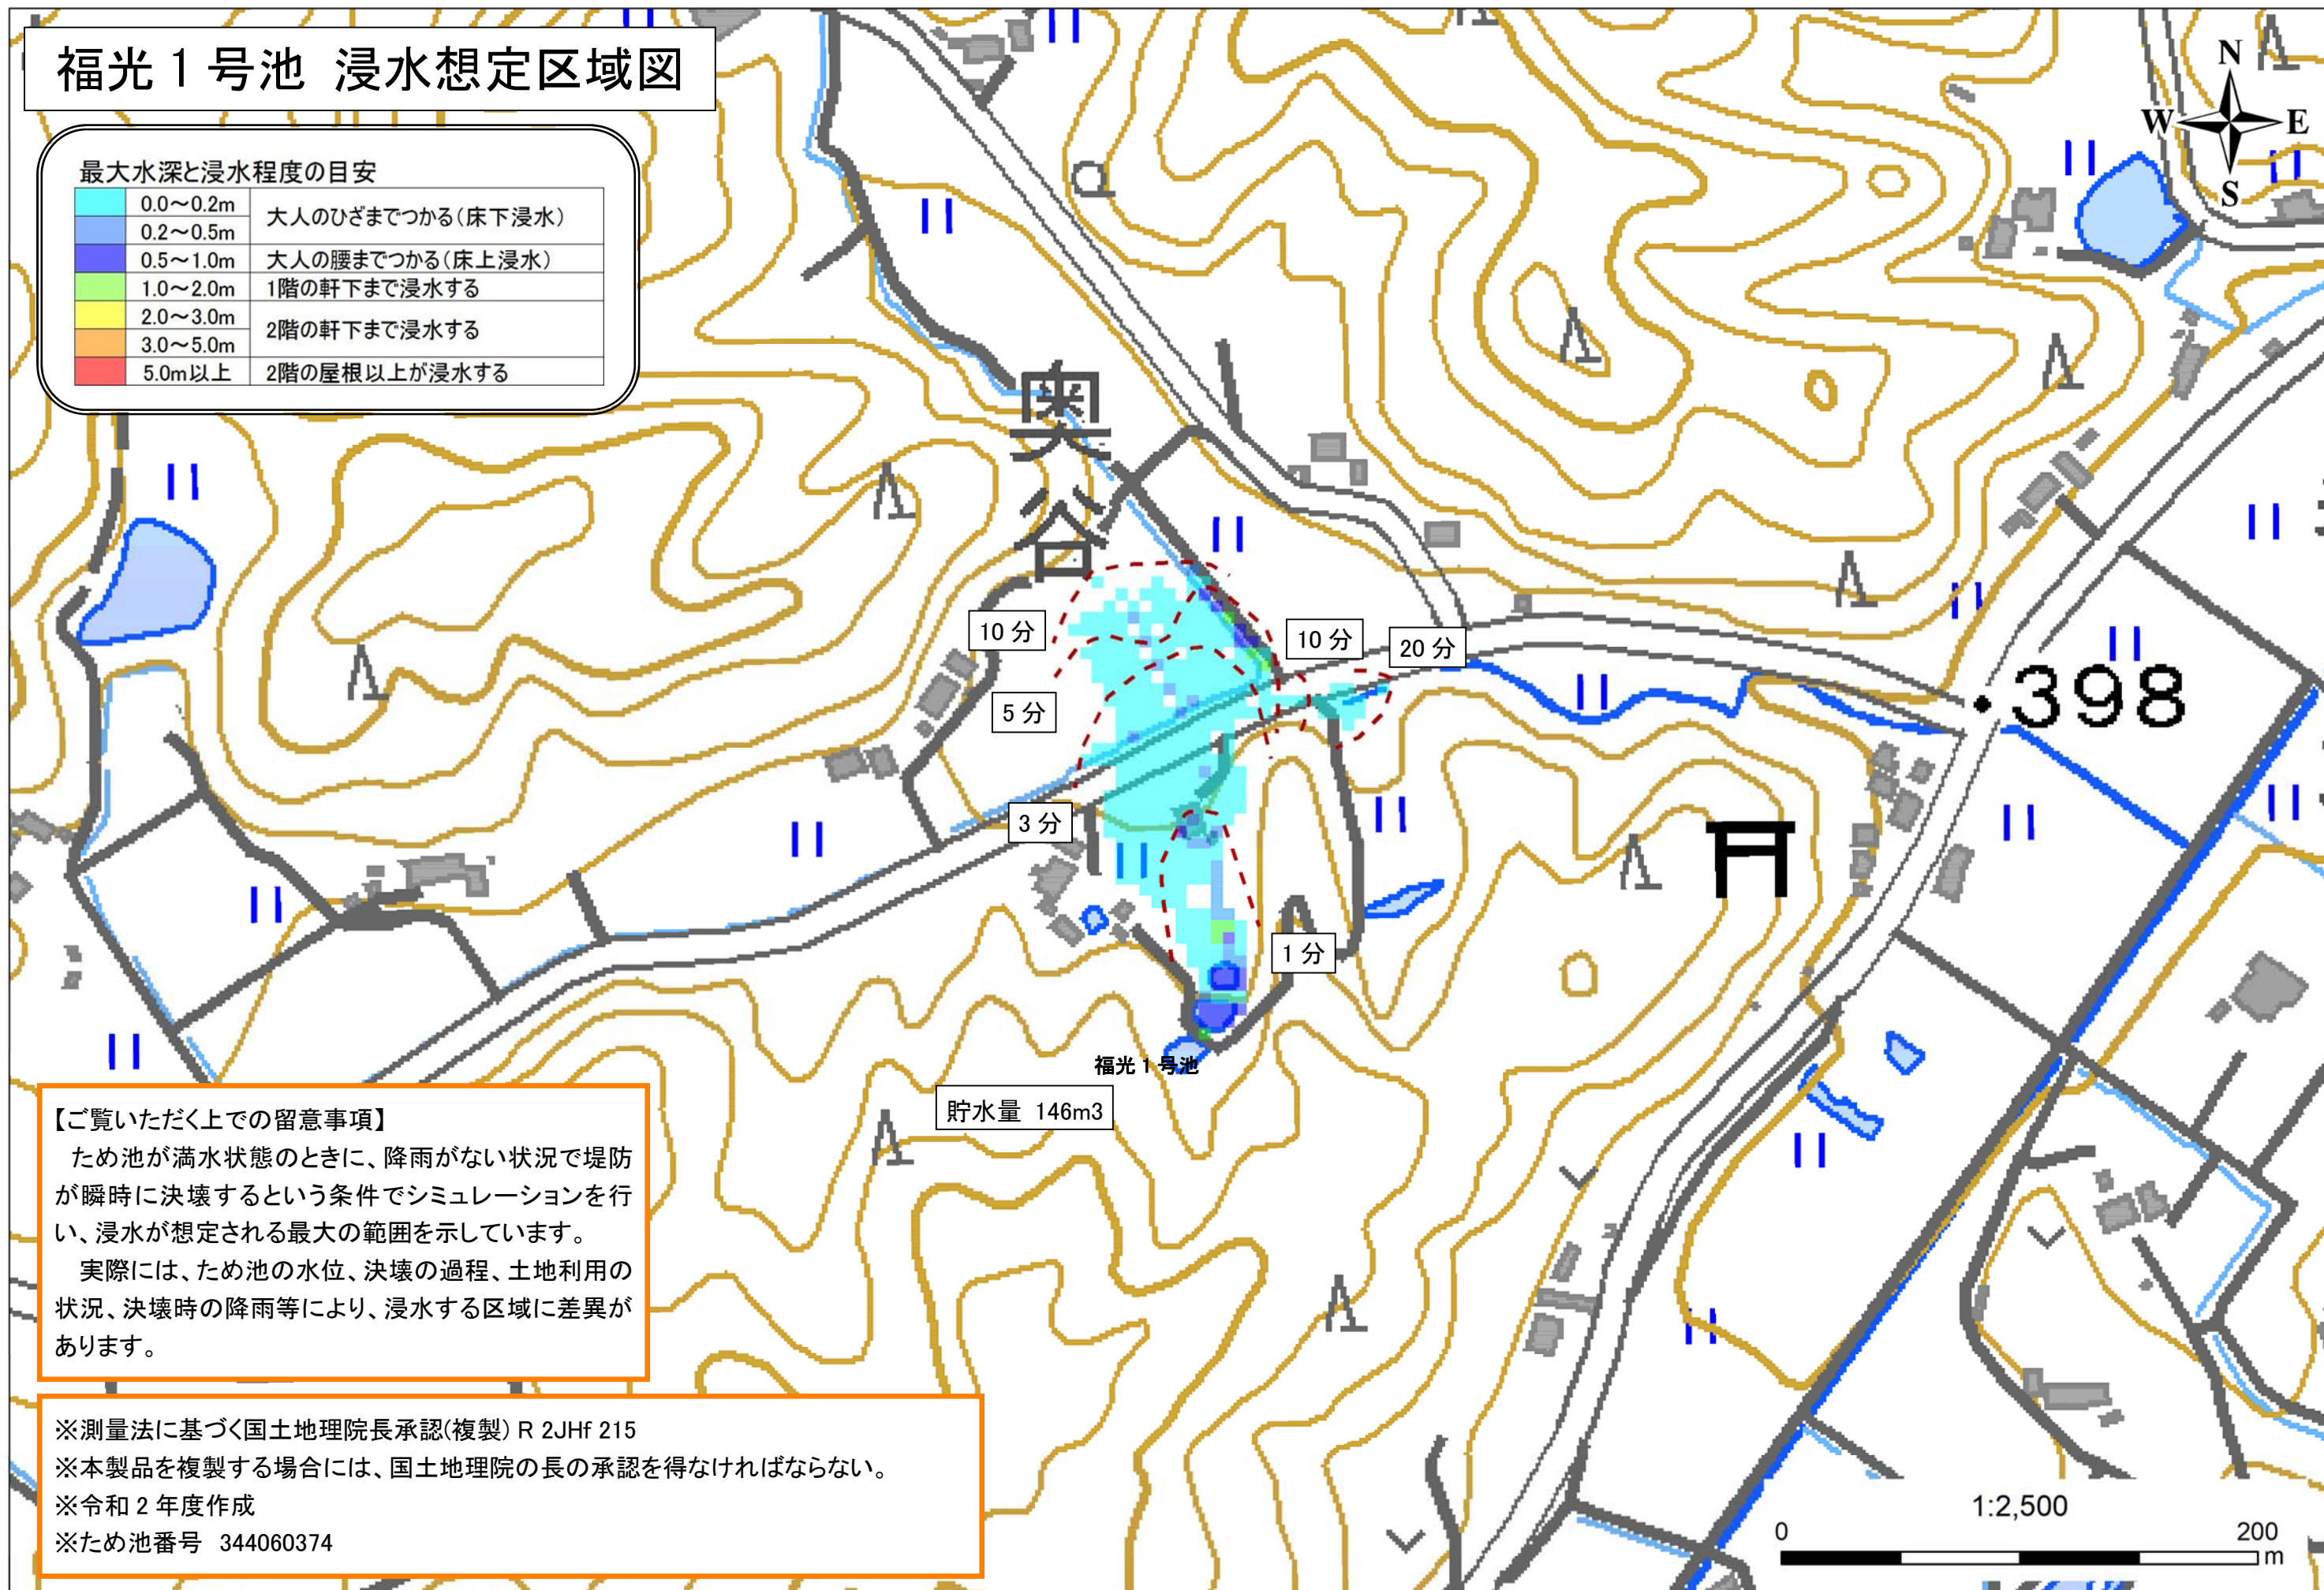 福光1号池 浸水想定区域図
N
W
E
S
最大水深と浸水程度の目安
0.0～0.2m
大人のひざまでつかる(床下浸水)
0.2～0.5m
0.5～1.0m 大人の腰までつかる(床上浸水)
1.0～2.0m 1階の軒下まで浸水する
2.0～3.0m
2階の軒下まで浸水する
3.0～5.0m
5.0m以上 2階の屋根以上が浸水する
奥谷
10 分
10 分
20 分
5 分
3 分
1 分
398
福光1号池
貯水量 146m3
【ご覧いただく上での留意事項】
ため池が満水状態のときに、降雨がない状況で堤防
が瞬時に決壊するという条件でシミュレーションを行
い、浸水が想定される最大の範囲を示しています。
実際には、ため池の水位、決壊の過程、土地利用の
状況、決壊時の降雨等により、浸水する区域に差異が
あります。
※測量法に基づく国土地理院長承認(複製) R 2JHf 215
※本製品を複製する場合には、国土地理院の長の承認を得なければならない。
※令和 2 年度作成
※ため池番号 344060374
1:2,500
0
200
m